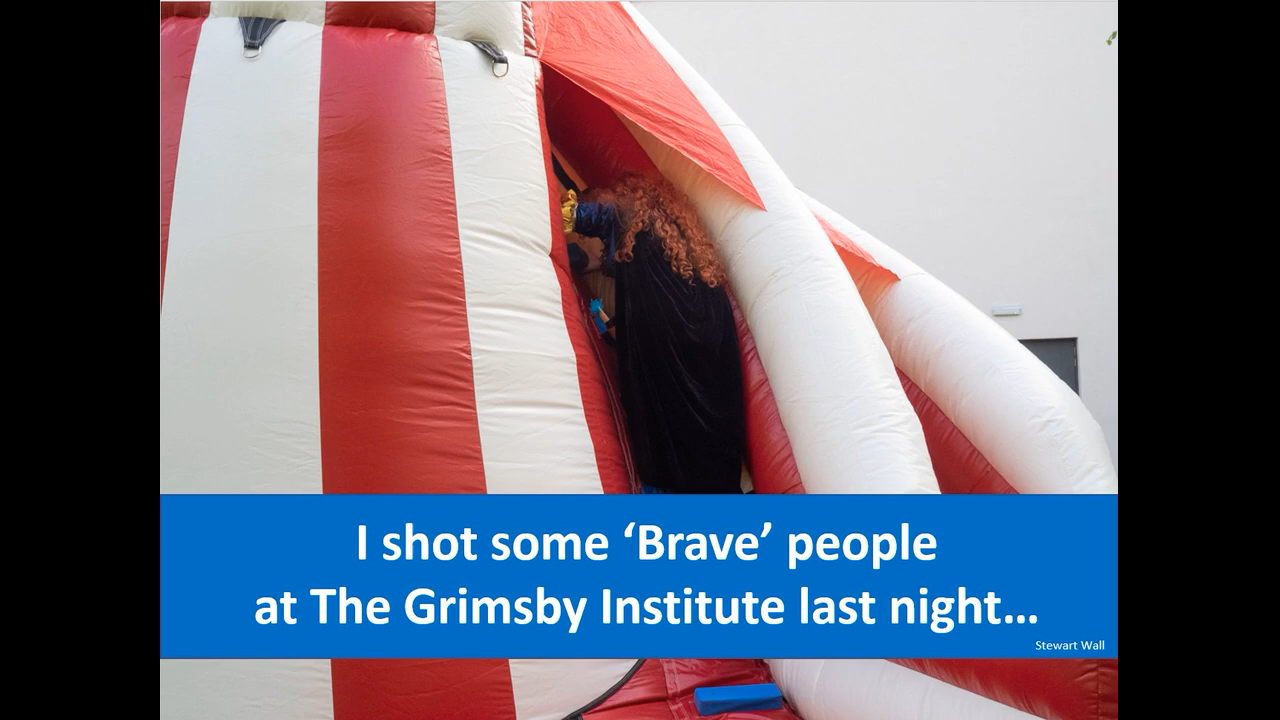 I shot some ‘Brave’ people
at The Grimsby Institute last night…
Stewart Wall